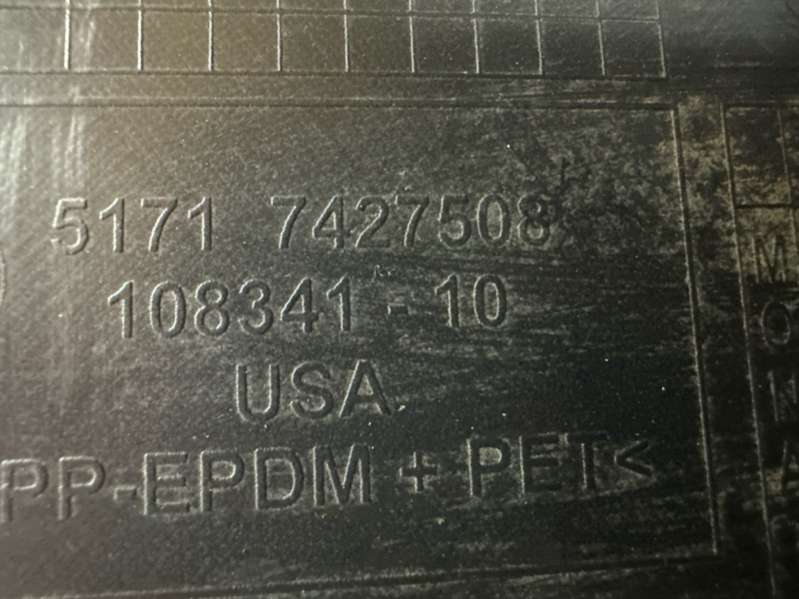 5171 7427508
108341 - 10
USA
PP-EPDM + PET<
M
O
N
A